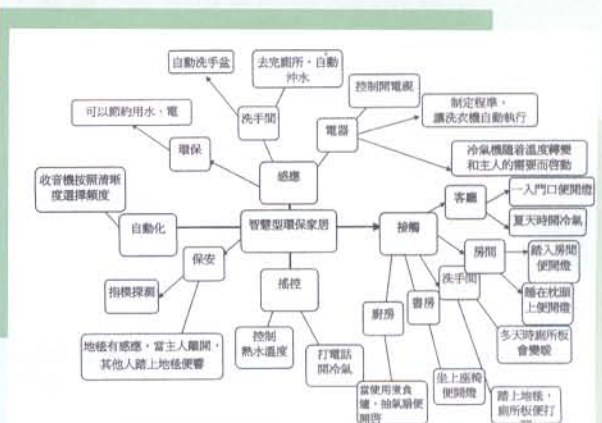 自動洗手盆
去完廁所，自動
沖水
控制開電視
制定程準，
讓洗衣機自動執行
可以節約用水、電
洗手間
電器
環保
冷氣機隨着溫度轉變
和主人的需要而啓動
感應
收音機按照清晰
度選擇頻度
客廳
一入門口便開燈
自動化
智慧型環保家居
接觸
夏天時開冷氣
保安
房間
踏入房間
便開燈
指模探測
搖控
洗手間
睡在枕頭
上便開燈
廚房
書房
地毯有感應，當主人離開，
其他人踏上地毯便響
控制
熱水溫度
打電話
開冷氣
冬天時廁所板
會變暖
當使用煮食
爐，抽氣扇便
開啓
坐上座椅
便開燈
踏上地毯，
廁所板便打